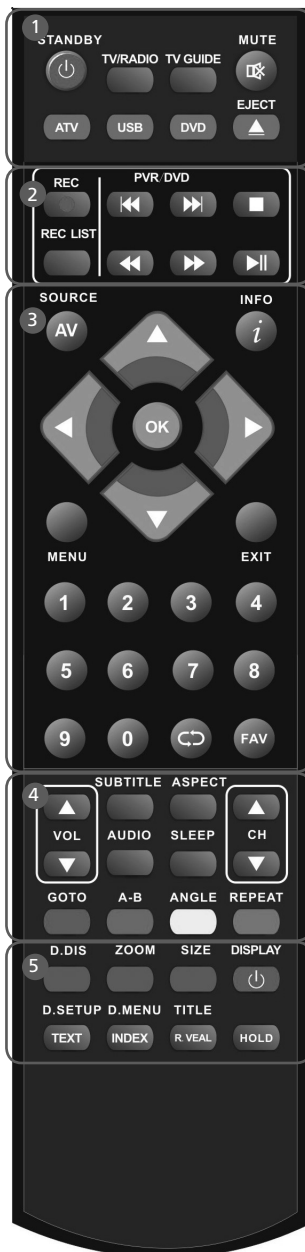 1
STANDBY MUTE
TV/RADIO TV GUIDE
EJECT
ATV USB DVD
2
REC PVR/DVD
REC LIST
SOURCE INFO
3
AV i
OK
MENU EXIT
1 2 3 4
5 6 7 8
9 0 FAV
4
SUBTITLE ASPECT
VOL AUDIO SLEEP CH
GOTO A-B ANGLE REPEAT
5
D.DIS ZOOM SIZE DISPLAY
D.SETUP D.MENU TITLE
TEXT INDEX R.VEAL HOLD